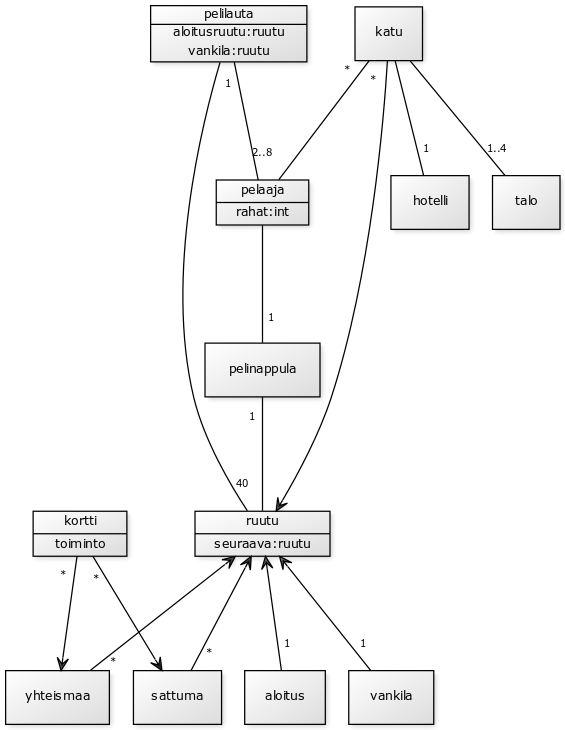 pelilauta
aloitusruutu:ruutu
vankila:ruutu
katu
*
*
1
2..8
1
1..4
pelaaja
rahat:int
hotelli
talo
1
pelinappula
1
40
kortti
toiminto
ruutu
seuraava:ruutu
*
*
*
*
1
1
yhteismaa
sattuma
aloitus
vankila